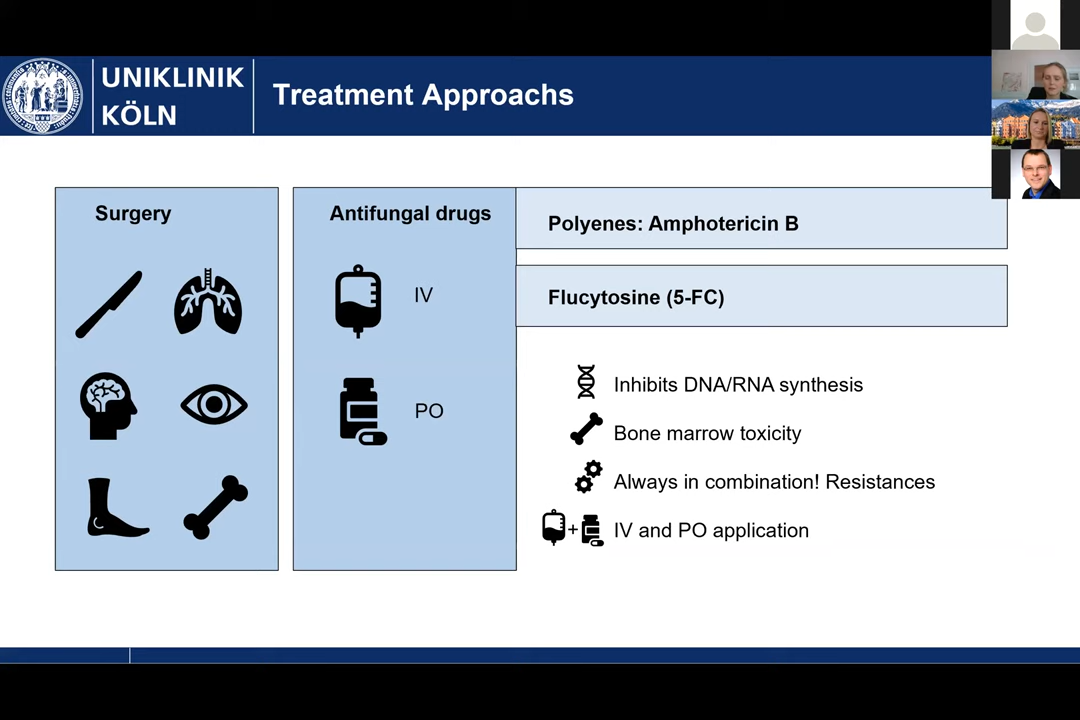 UNIKLINIK
KÖLN
Treatment Approachs
Surgery
Antifungal drugs
IV
PO
Polyenes: Amphotericin B
Flucytosine (5-FC)
Inhibits DNA/RNA synthesis
Bone marrow toxicity
Always in combination! Resistances
+
IV and PO application